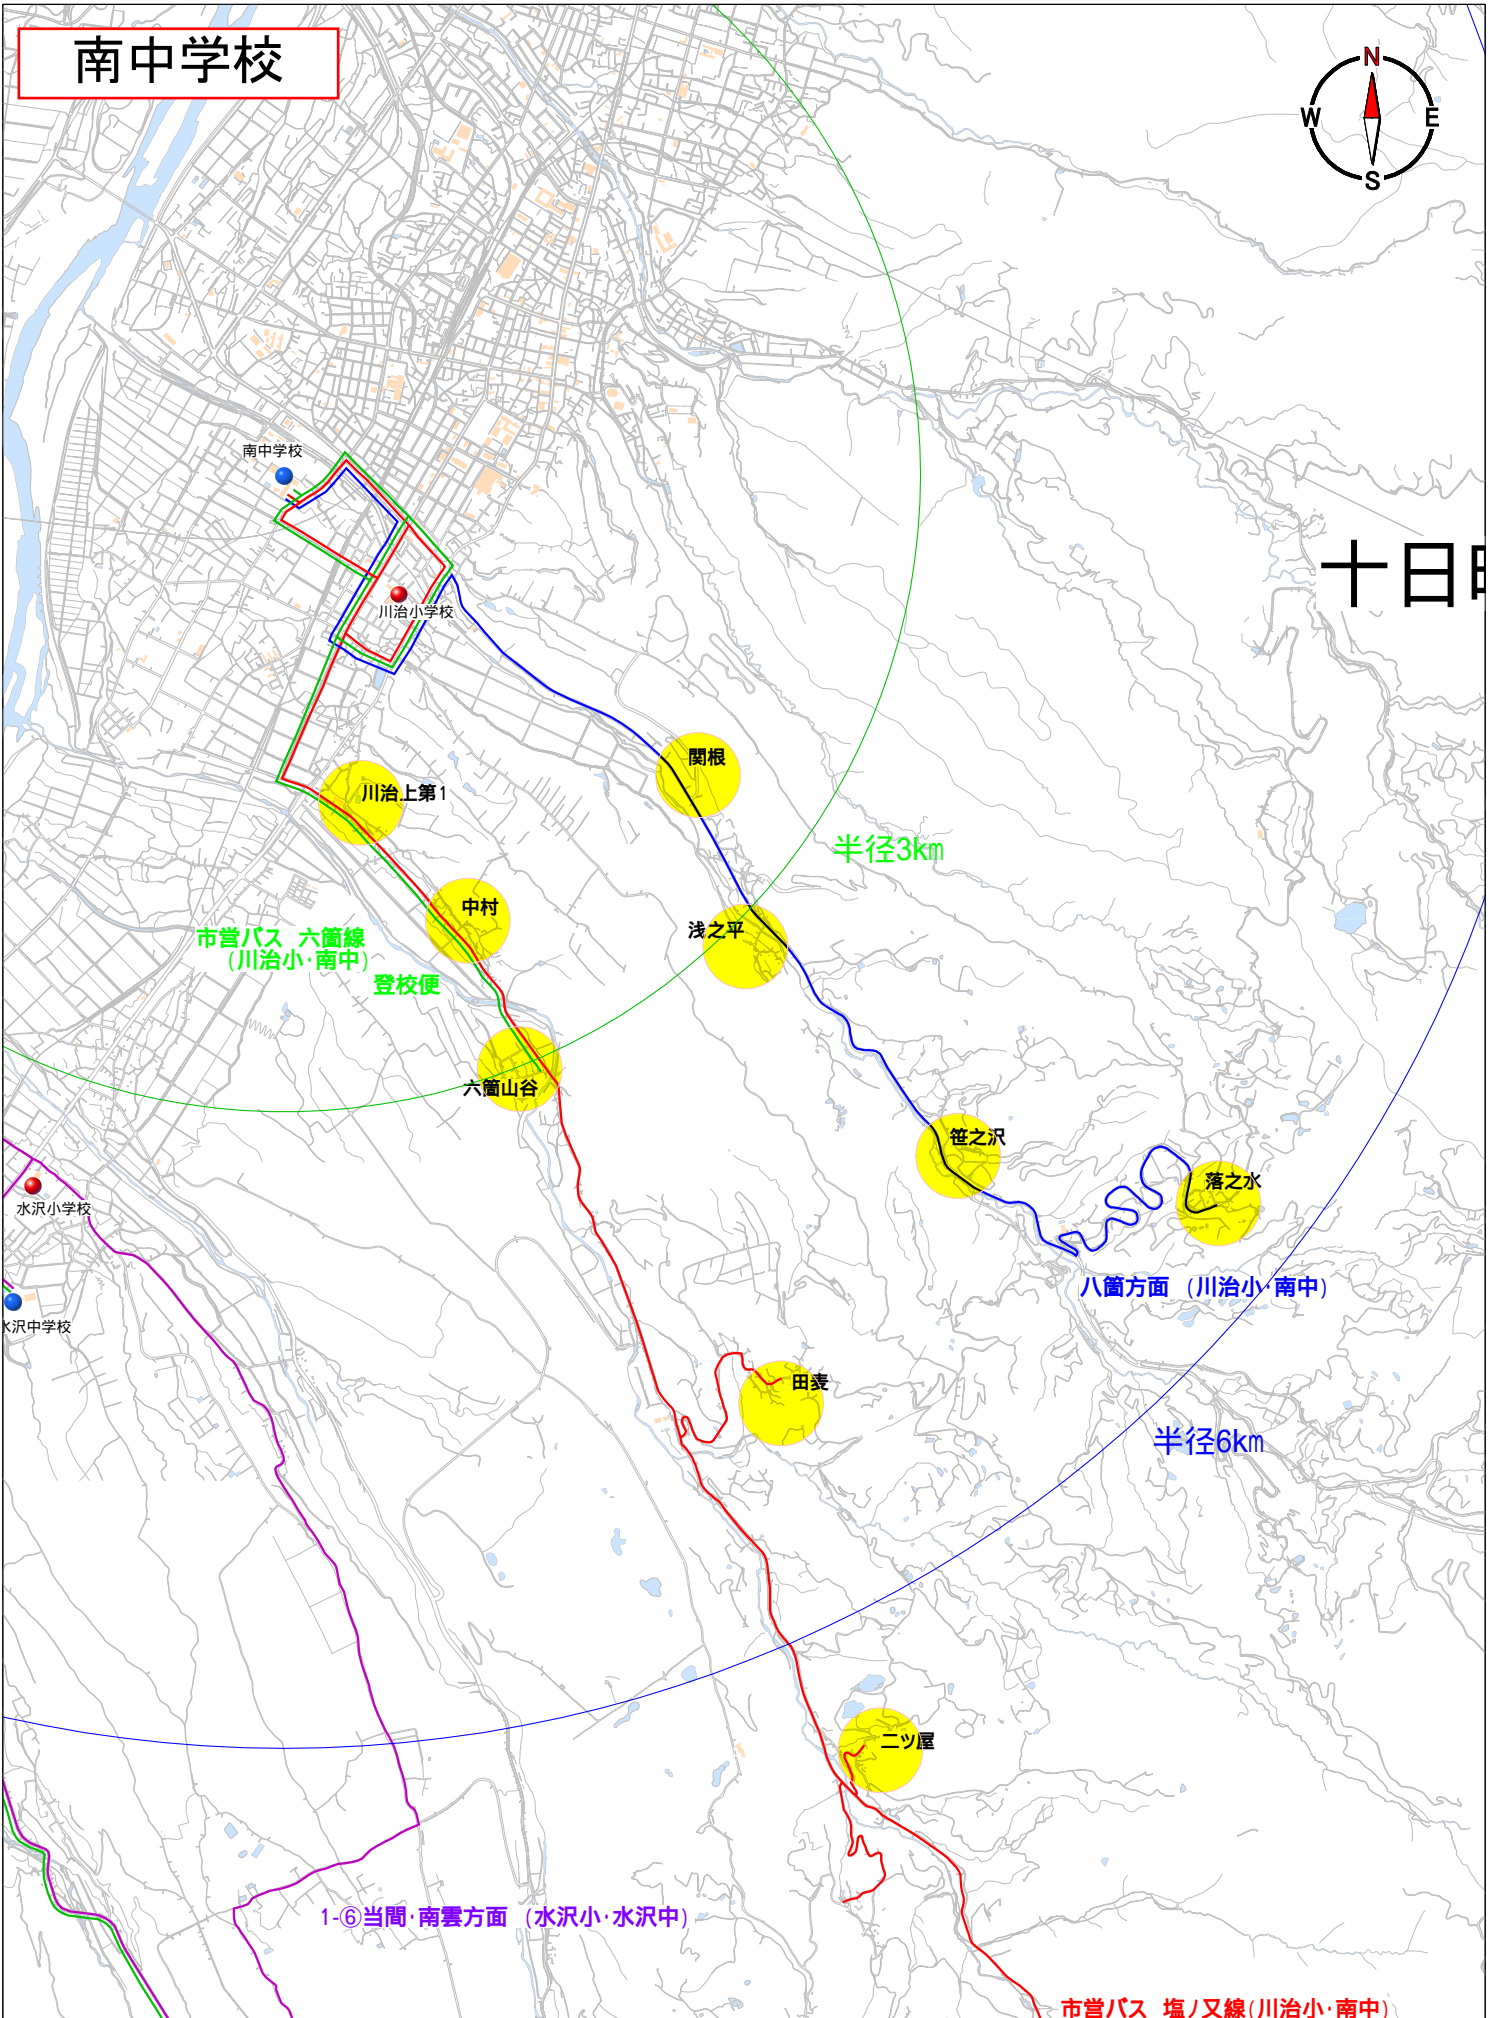 南中学校
N
W
E
S
南中学校
十日
川治小学校
関根
川治上第1
半径3km
中村
浅之平
市営バス 六箇線
(川治小・南中)
登校便
六箇山谷
笹之沢
落之水
水沢小学校
八箇方面 (川治小・南中)
水沢中学校
田麦
半径6km
二ツ屋
1-⑥当間・南雲方面 (水沢小・水沢中)
市営バス 塩ノ又線(川治小・南中)